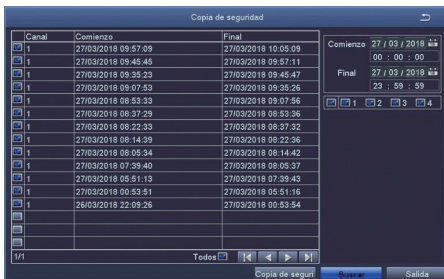 Copia de seguridad
Canal Comienzo Final
1 27/03/2018 09:57:09 27/03/2018 10:05:09
1 27/03/2018 09:45:45 27/03/2018 09:57:11
1 27/03/2018 09:35:23 27/03/2018 09:45:47
1 27/03/2018 09:07:53 27/03/2018 09:35:26
1 27/03/2018 08:53:33 27/03/2018 09:07:56
1 27/03/2018 08:37:29 27/03/2018 08:53:36
1 27/03/2018 08:22:33 27/03/2018 08:37:32
1 27/03/2018 08:14:39 27/03/2018 08:22:36
1 27/03/2018 08:05:34 27/03/2018 08:14:42
1 27/03/2018 07:39:40 27/03/2018 08:05:37
1 27/03/2018 05:51:13 27/03/2018 07:39:43
1 27/03/2018 00:53:51 27/03/2018 05:51:16
1 26/03/2018 22:09:26 27/03/2018 00:53:54
1/1 Todos
Comienzo 27 / 03 / 2018
00 : 00 : 00
Final 27 / 03 / 2018
23 : 59 : 59
1 2 3 4
Copia de seguri Buscar Salida